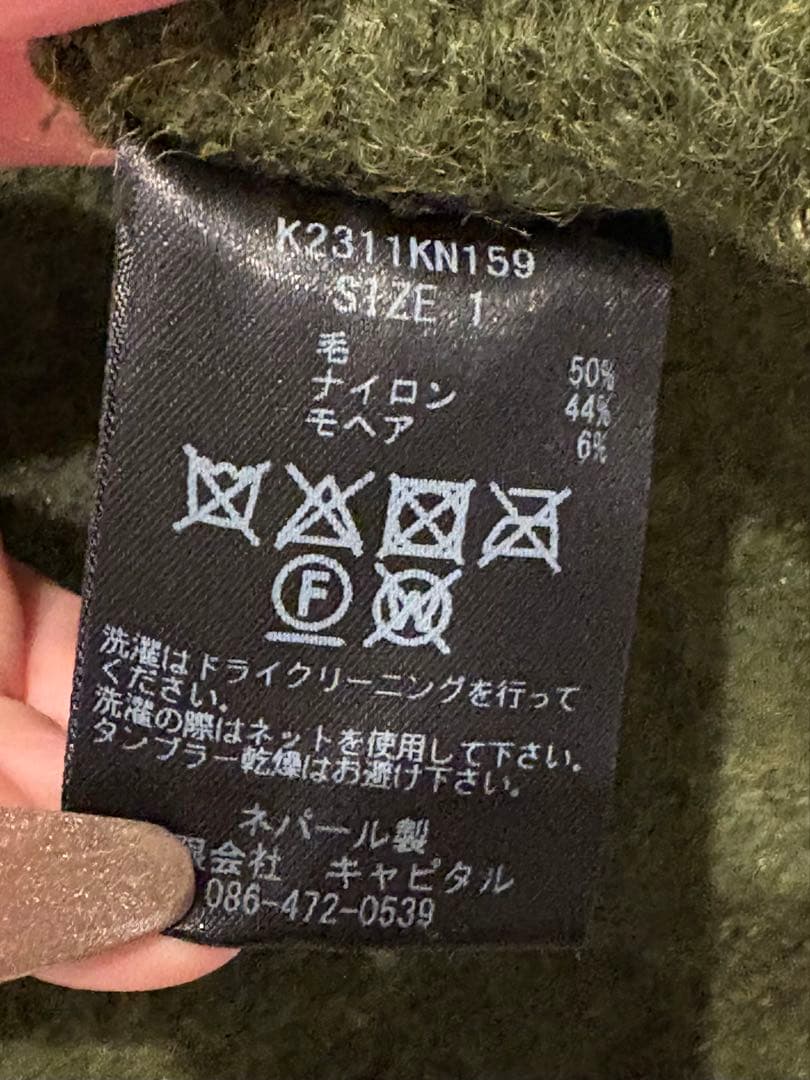 K2311KN159
SIZE 1
毛 50%
ナイロン 44%
モヘア 6%
F W
洗濯はドライクリーニングを行って
ください。
洗濯の際はネットを使用して下さい。
タンブラー乾燥はお避け下さい。
ネパール製
限会社 キャピタル
086-472-0539